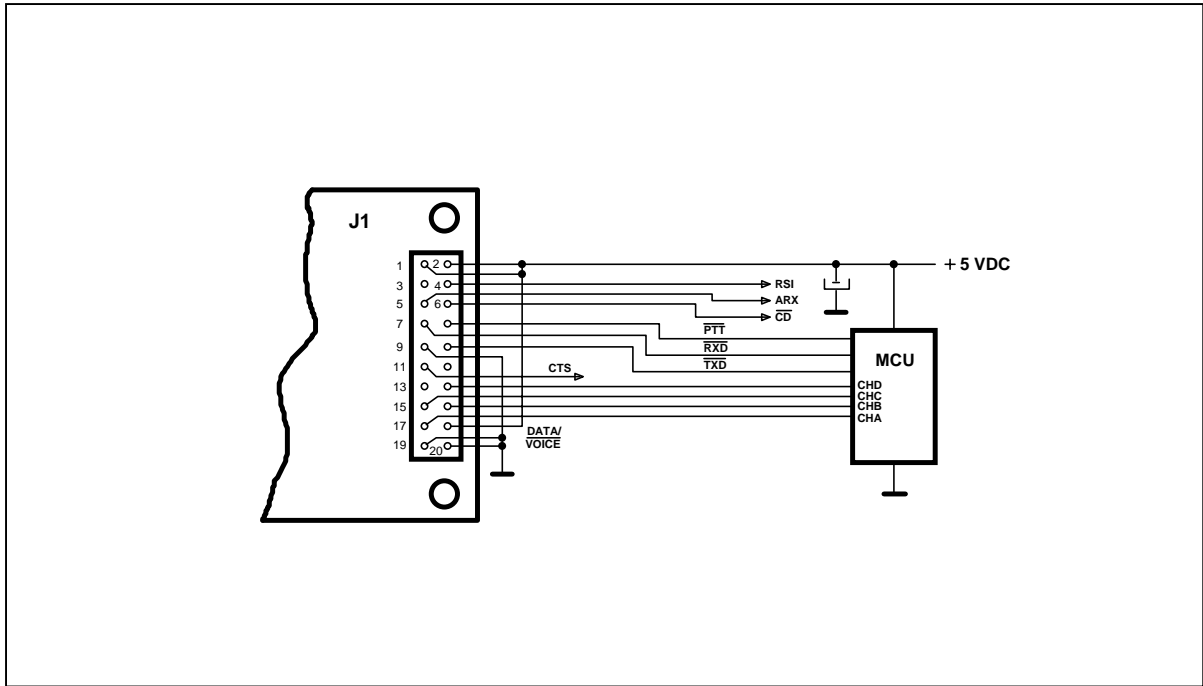 J1
1 2
+ 5 VDC
3 4
RSI
5 6
ARX
CD
7
PTT
RXD
9
TXD
MCU
11
CTS
13
CHD
CHC
15
CHB
17
CHA
DATA/
VOICE
19 20